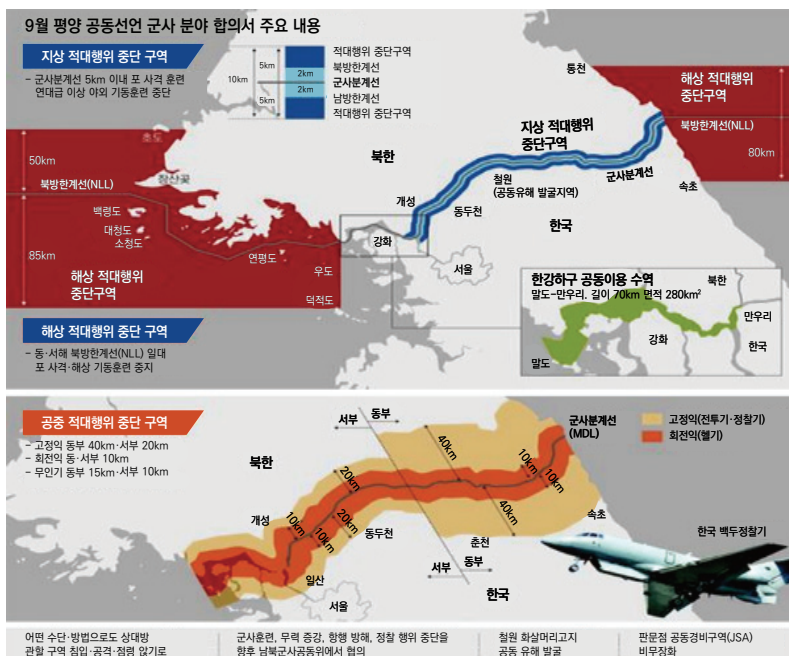 9월 평양 공동선언 군사 분야 합의서 주요 내용
지상 적대행위 중단 구역
- 군사분계선 5km 이내 포 사격 훈련
연대급 이상 야외 기동훈련 중단
10km
5km
5km
2km
2km
적대행위 중단구역
북방한계선
군사분계선
남방한계선
적대행위 중단구역
통천
해상 적대행위
중단구역
북방한계선(NLL)
80km
지상 적대행위
중단구역
북한
초도
50km
장산곶
북방한계선(NLL)
철원
(공동유해 발굴지역)
군사분계선
속초
개성
동두천
백령도
대청도
소청도
한국
강화
85km
연평도
서울
해상 적대행위
중단구역
우도
덕적도
한강하구 공동이용 수역
말도-만우리. 길이 70km 면적 280km²
북한
만우리
강화
한국
말도
해상 적대행위 중단 구역
- 동·서해 북방한계선(NLL) 일대
포 사격·해상 기동훈련 중지
공중 적대행위 중단 구역
- 고정익 동부 40km·서부 20km
- 회전익 동·서부 10km
- 무인기 동부 15km·서부 10km
서부
동부
군사분계선
(MDL)
고정익(전투기·정찰기)
회전익(헬기)
북한
40km
20km
10km
10km
개성
10km
20km
10km
40km
동두천
속초
춘천
한국 백두정찰기
일산
서부
동부
서울
한국
어떤 수단·방법으로도 상대방
관할 구역 침입·공격·점령 않기로
군사훈련, 무력 증강, 항행 방해, 정찰 행위 중단을
향후 남북군사공동위에서 협의
철원 화살머리고지
공동 유해 발굴
판문점 공동경비구역(JSA)
비무장화